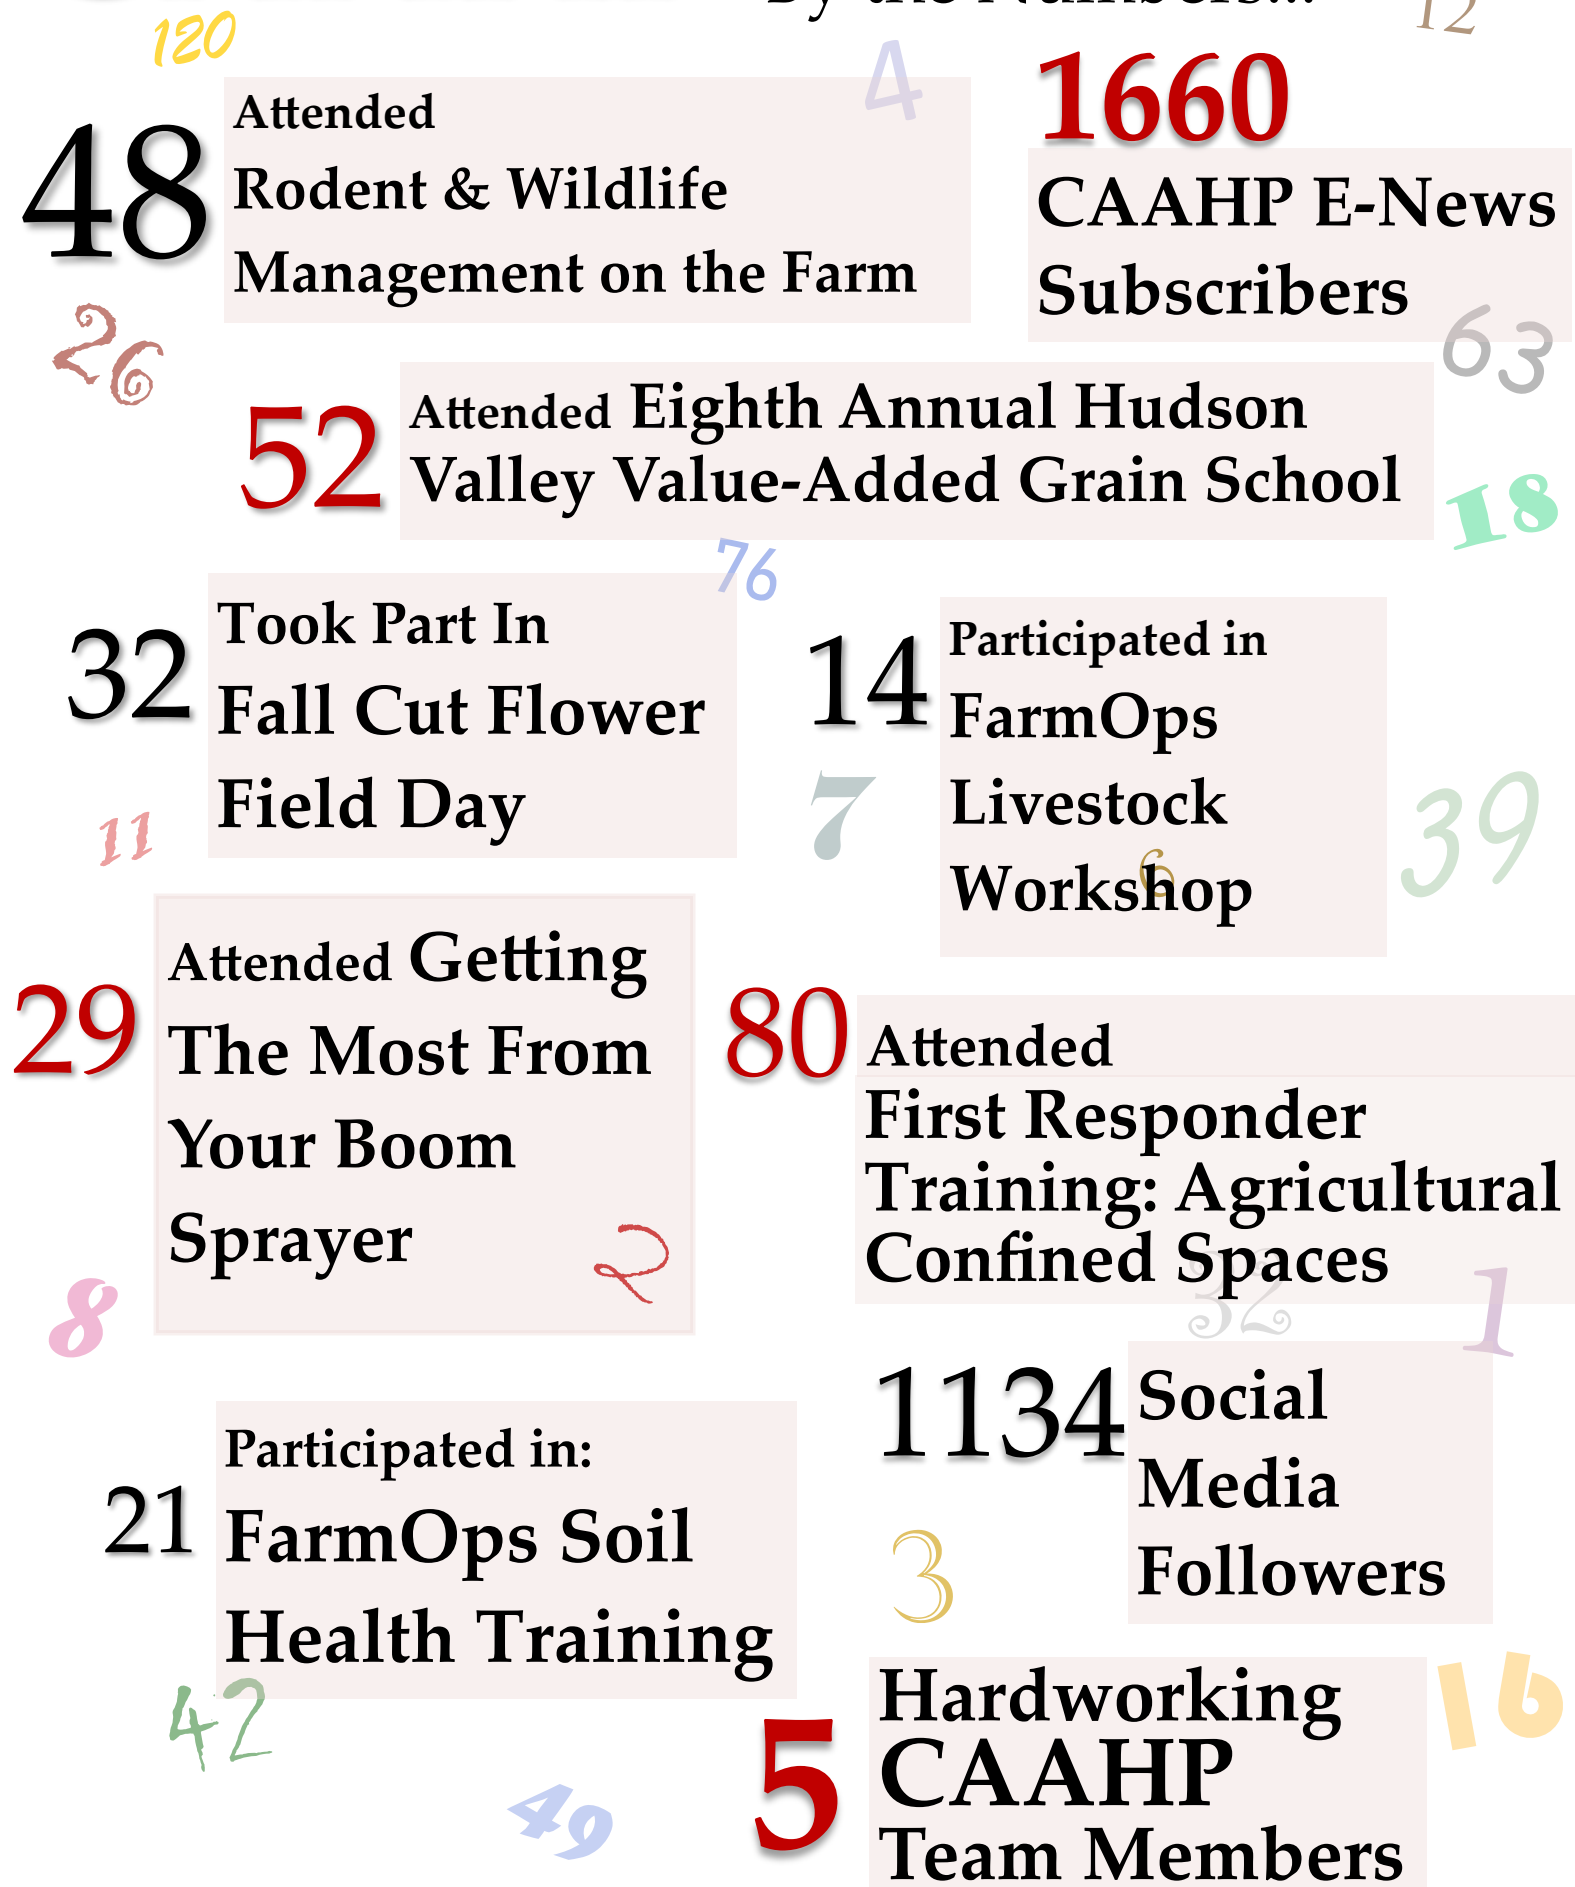 By the Numbers...
120
12
4
48
Attended
Rodent & Wildlife
Management on the Farm
1660
CAAHP E-News
Subscribers
26
63
52
Attended Eighth Annual Hudson
Valley Value-Added Grain School
18
76
32
Took Part In
Fall Cut Flower
Field Day
14
Participated in
FarmOps
Livestock
Workshop
7
6
39
11
29
Attended Getting
The Most From
Your Boom
Sprayer
2
80
Attended
First Responder
Training: Agricultural
Confined Spaces
32
1
8
1134
Social
Media
Followers
21
Participated in:
FarmOps Soil
Health Training
3
42
16
49
5
Hardworking
CAAHP
Team Members